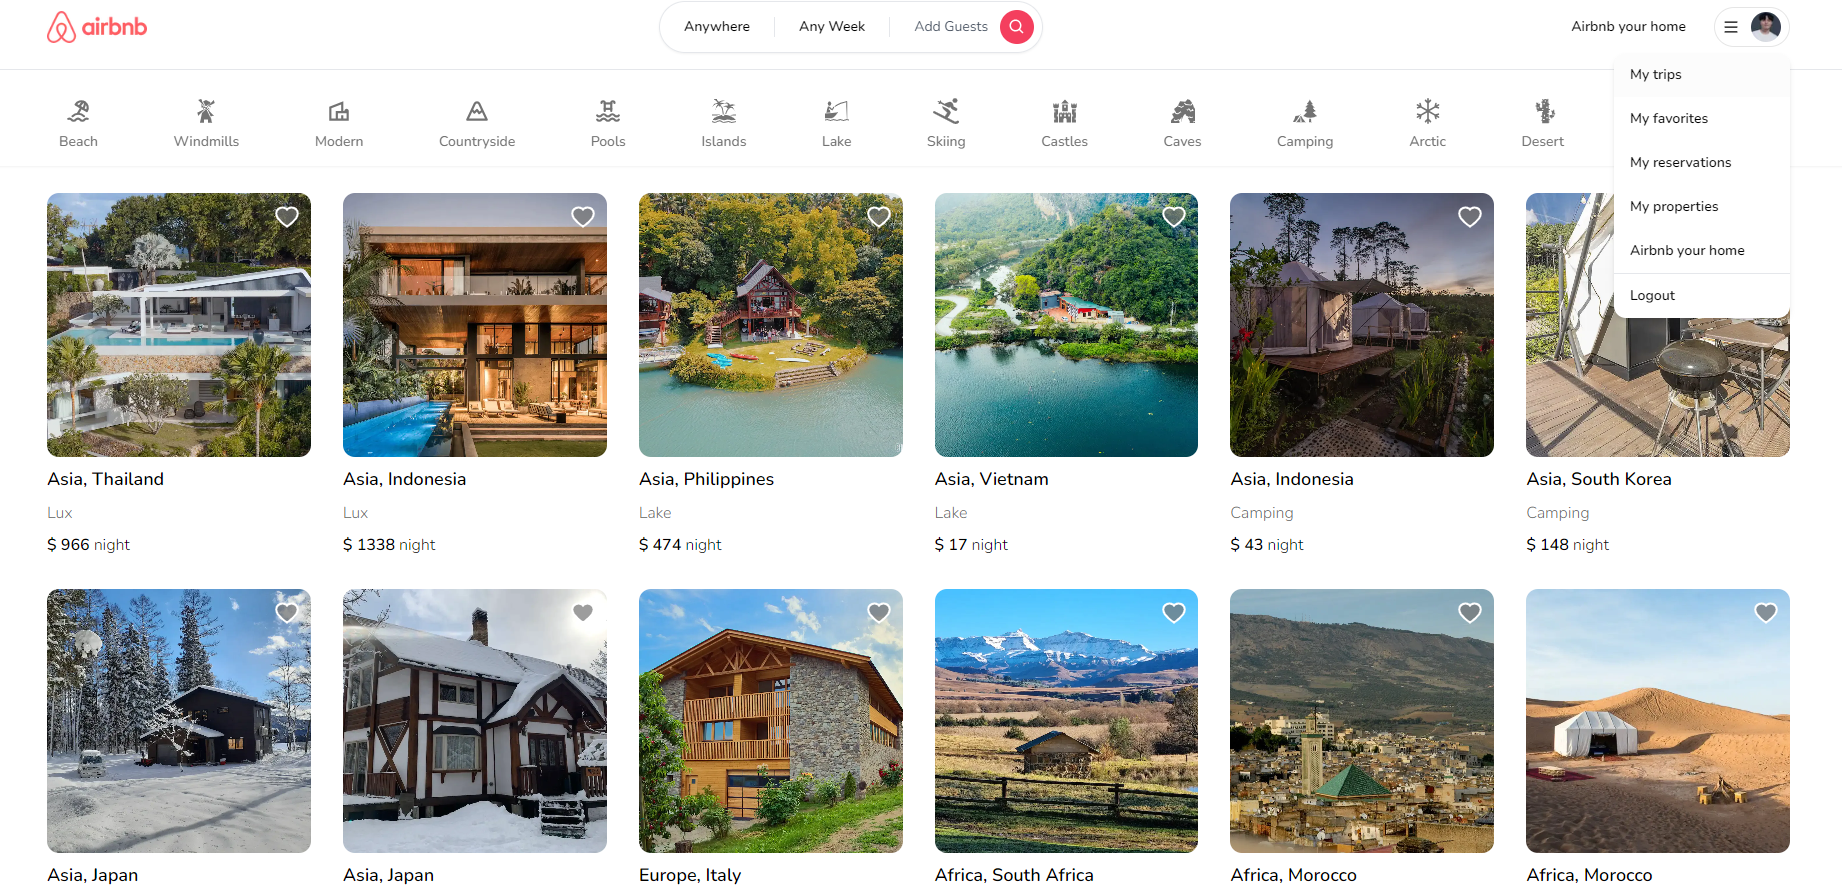 airbnb
Anywhere
Any Week
Add Guests
Airbnb your home
My trips
My favorites
My reservations
My properties
Airbnb your home
Logout
Beach
Windmills
Modern
Countryside
Pools
Islands
Lake
Skiing
Castles
Caves
Camping
Arctic
Desert
Asia, Thailand
Lux
$ 966 night
Asia, Indonesia
Lux
$ 1338 night
Asia, Philippines
Lake
$ 474 night
Asia, Vietnam
Lake
$ 17 night
Asia, Indonesia
Camping
$ 43 night
Asia, South Korea
Camping
$ 148 night
Asia, Japan
Asia, Japan
Europe, Italy
Africa, South Africa
Africa, Morocco
Africa, Morocco